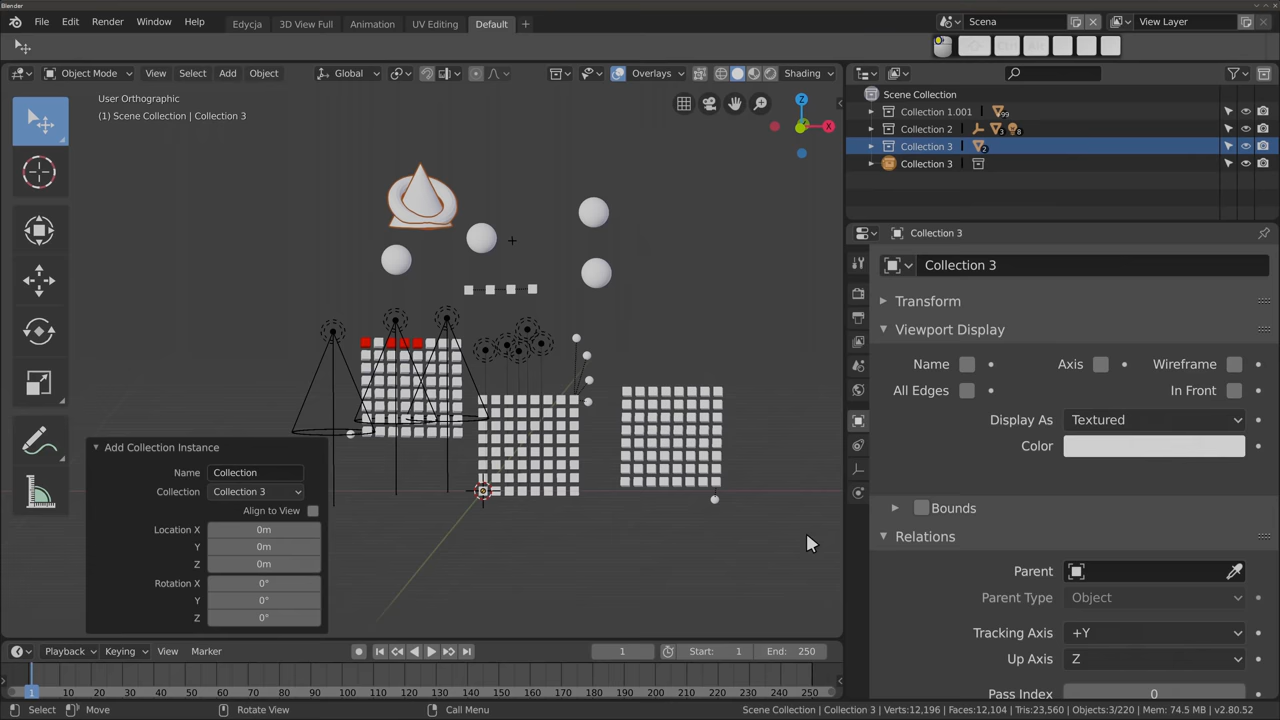 Blender
File Edit Render Window Help Edycja 3D View Full Animation UV Editing Default Scena View Layer
Object Mode View Select Add Object Global Overlays Shading
User Orthographic
(1) Scene Collection | Collection 3
Z
X
Scene Collection
Collection 1.001 99
Collection 2 3 8
Collection 3 2
Collection 3
Collection 3
Collection 3
Transform
Viewport Display
Name Axis Wireframe
All Edges In Front
Display As Textured
Color
Bounds
Relations
Parent
Parent Type Object
Tracking Axis +Y
Up Axis Z
Pass Index 0
Add Collection Instance
Name Collection
Collection Collection 3
Align to View
Location X 0m
Y 0m
Z 0m
Rotation X 0°
Y 0°
Z 0°
Playback Keying View Marker 1 Start: 1 End: 250
1 10 20 30 40 50 60 70 80 90 100 110 120 130 140 150 160 170 180 190 200 210 220 230 240 250
Select Move Rotate View Call Menu Scene Collection | Collection 3 | Verts:12,196 | Faces:12,104 | Tris:23,560 | Objects:3/220 | Mem: 74.5 MB | v2.80.52